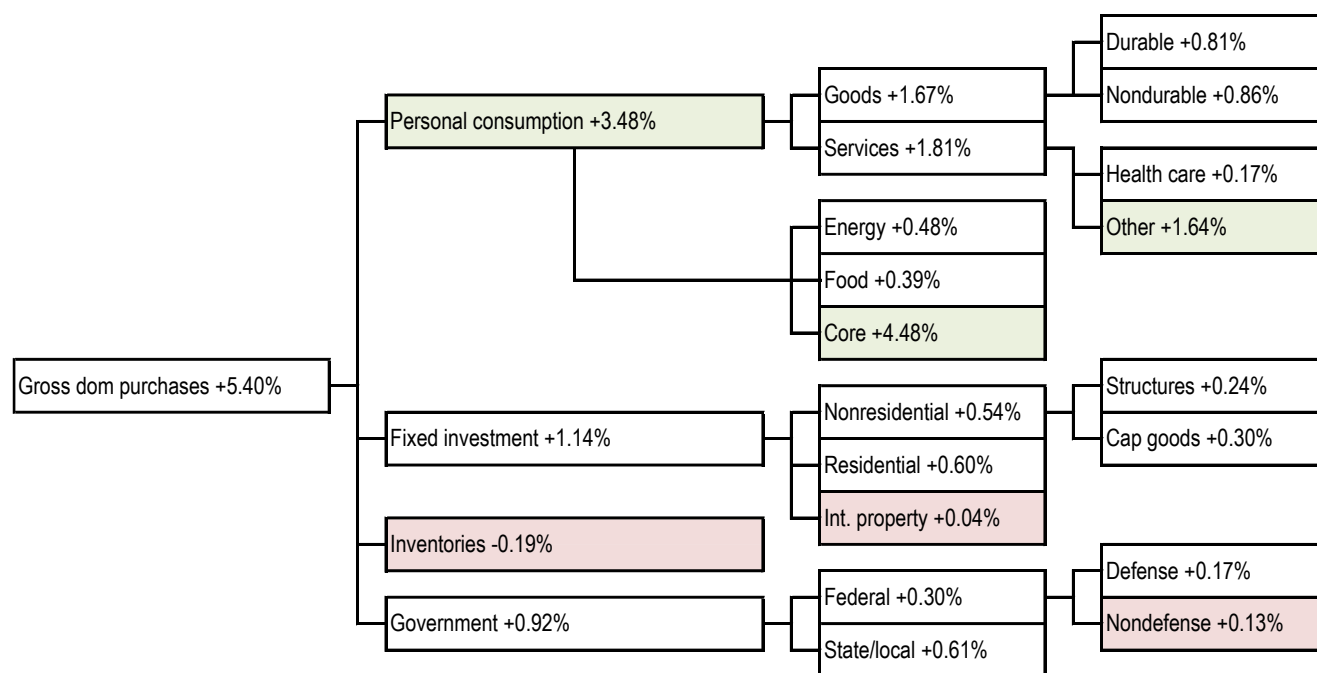 Gross dom purchases +5.40%
Personal consumption +3.48%
Goods +1.67%
Durable +0.81%
Nondurable +0.86%
Services +1.81%
Health care +0.17%
Other +1.64%
Energy +0.48%
Food +0.39%
Core +4.48%
Fixed investment +1.14%
Nonresidential +0.54%
Structures +0.24%
Cap goods +0.30%
Residential +0.60%
Int. property +0.04%
Inventories -0.19%
Government +0.92%
Federal +0.30%
Defense +0.17%
Nondefense +0.13%
State/local +0.61%